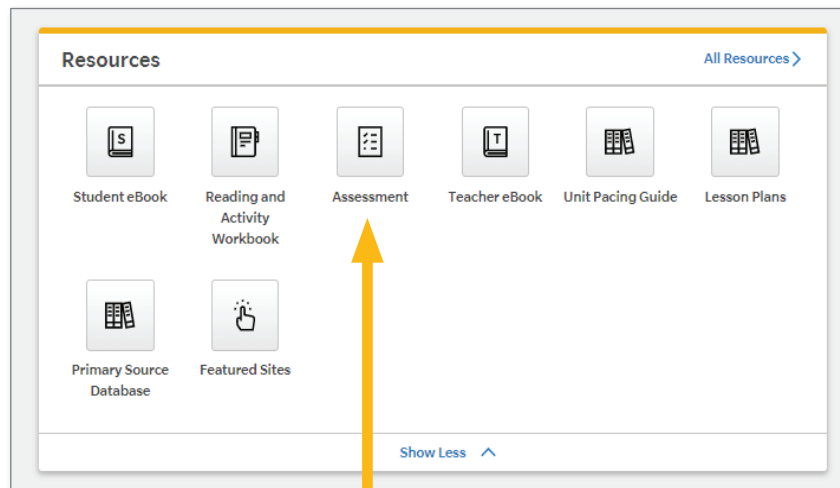 Resources
All Resources
S
T
Student eBook
Reading and
Activity
Workbook
Assessment
Teacher eBook
Unit Pacing Guide
Lesson Plans
Primary Source
Database
Featured Sites
Show Less